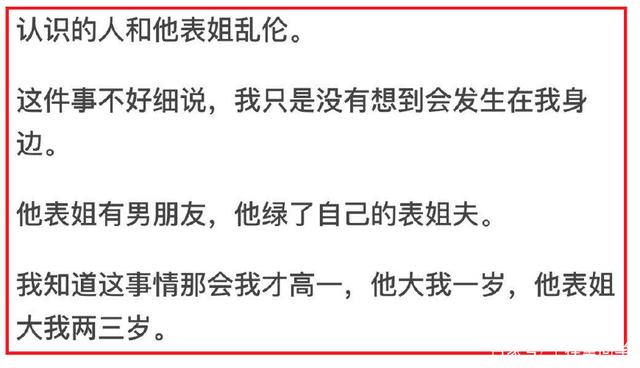 认识的人和他表姐乱伦。
这件事不好细说，我只是没有想到会发生在我身
边。
他表姐有男朋友，他绿了自己的表姐夫。
我知道这事情那会我才高一，他大我一岁，他表姐
大我两三岁。